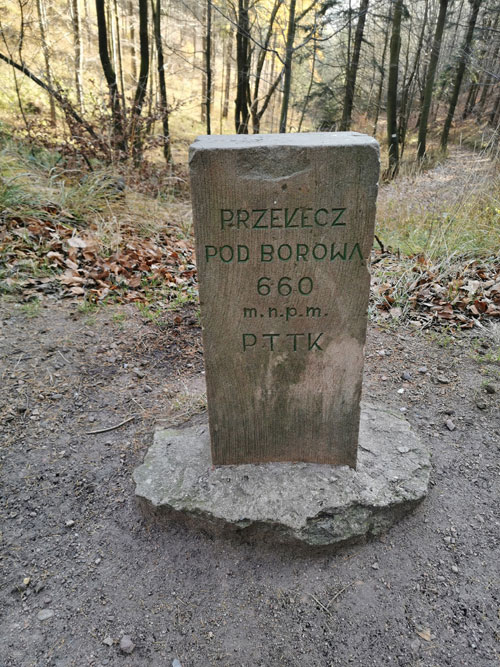 PRZEŁĘCZ
POD BOROWĄ
660
m.n.p.m.
PTTK